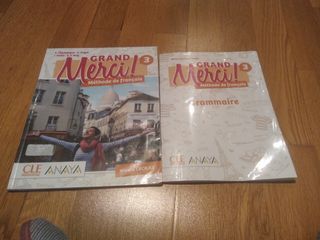 GRAND
Merci! 3
Méthode de français
CLE ANAYA
GRAND
Merci! 3
Méthode de français
Grammaire
CLE ANAYA